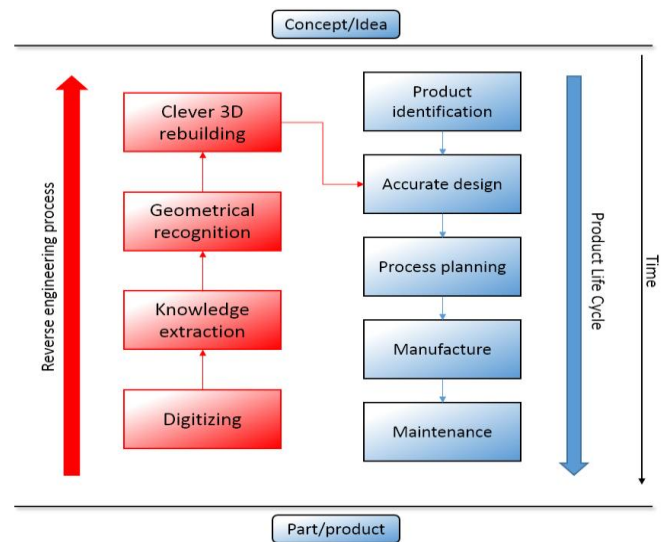 Concept/Idea
Reverse engineering process
Clever 3D
rebuilding
Geometrical
recognition
Knowledge
extraction
Digitizing
Product
identification
Accurate design
Process planning
Manufacture
Maintenance
Product Life Cycle
Time
Part/product